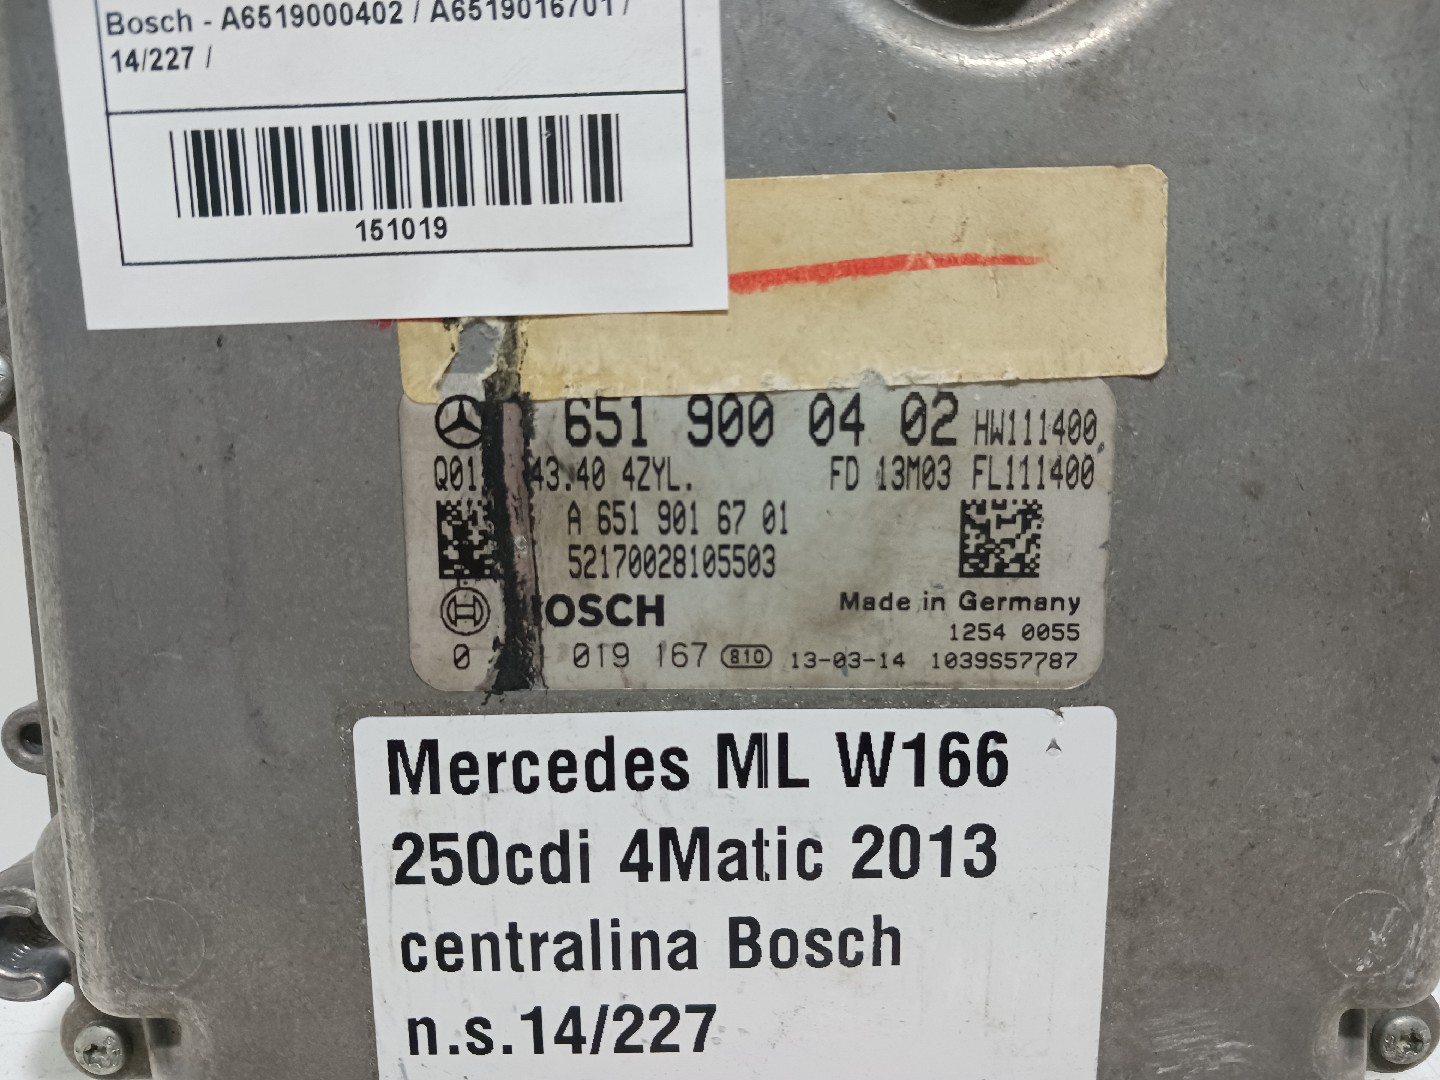 Bosch - A6519000402 / A6519016701 /
14/227 /
151019
651 900 04 02 HW111400
43.40 4ZYL. FD 13M03 FL111400
A 651 901 67 01
52170028105503
OSCH Made in Germany
1254 0055
0 019 167 810 13-03-14 1039S57787
Mercedes ML W166
250cdi 4Matic 2013
centralina Bosch
n.s.14/227